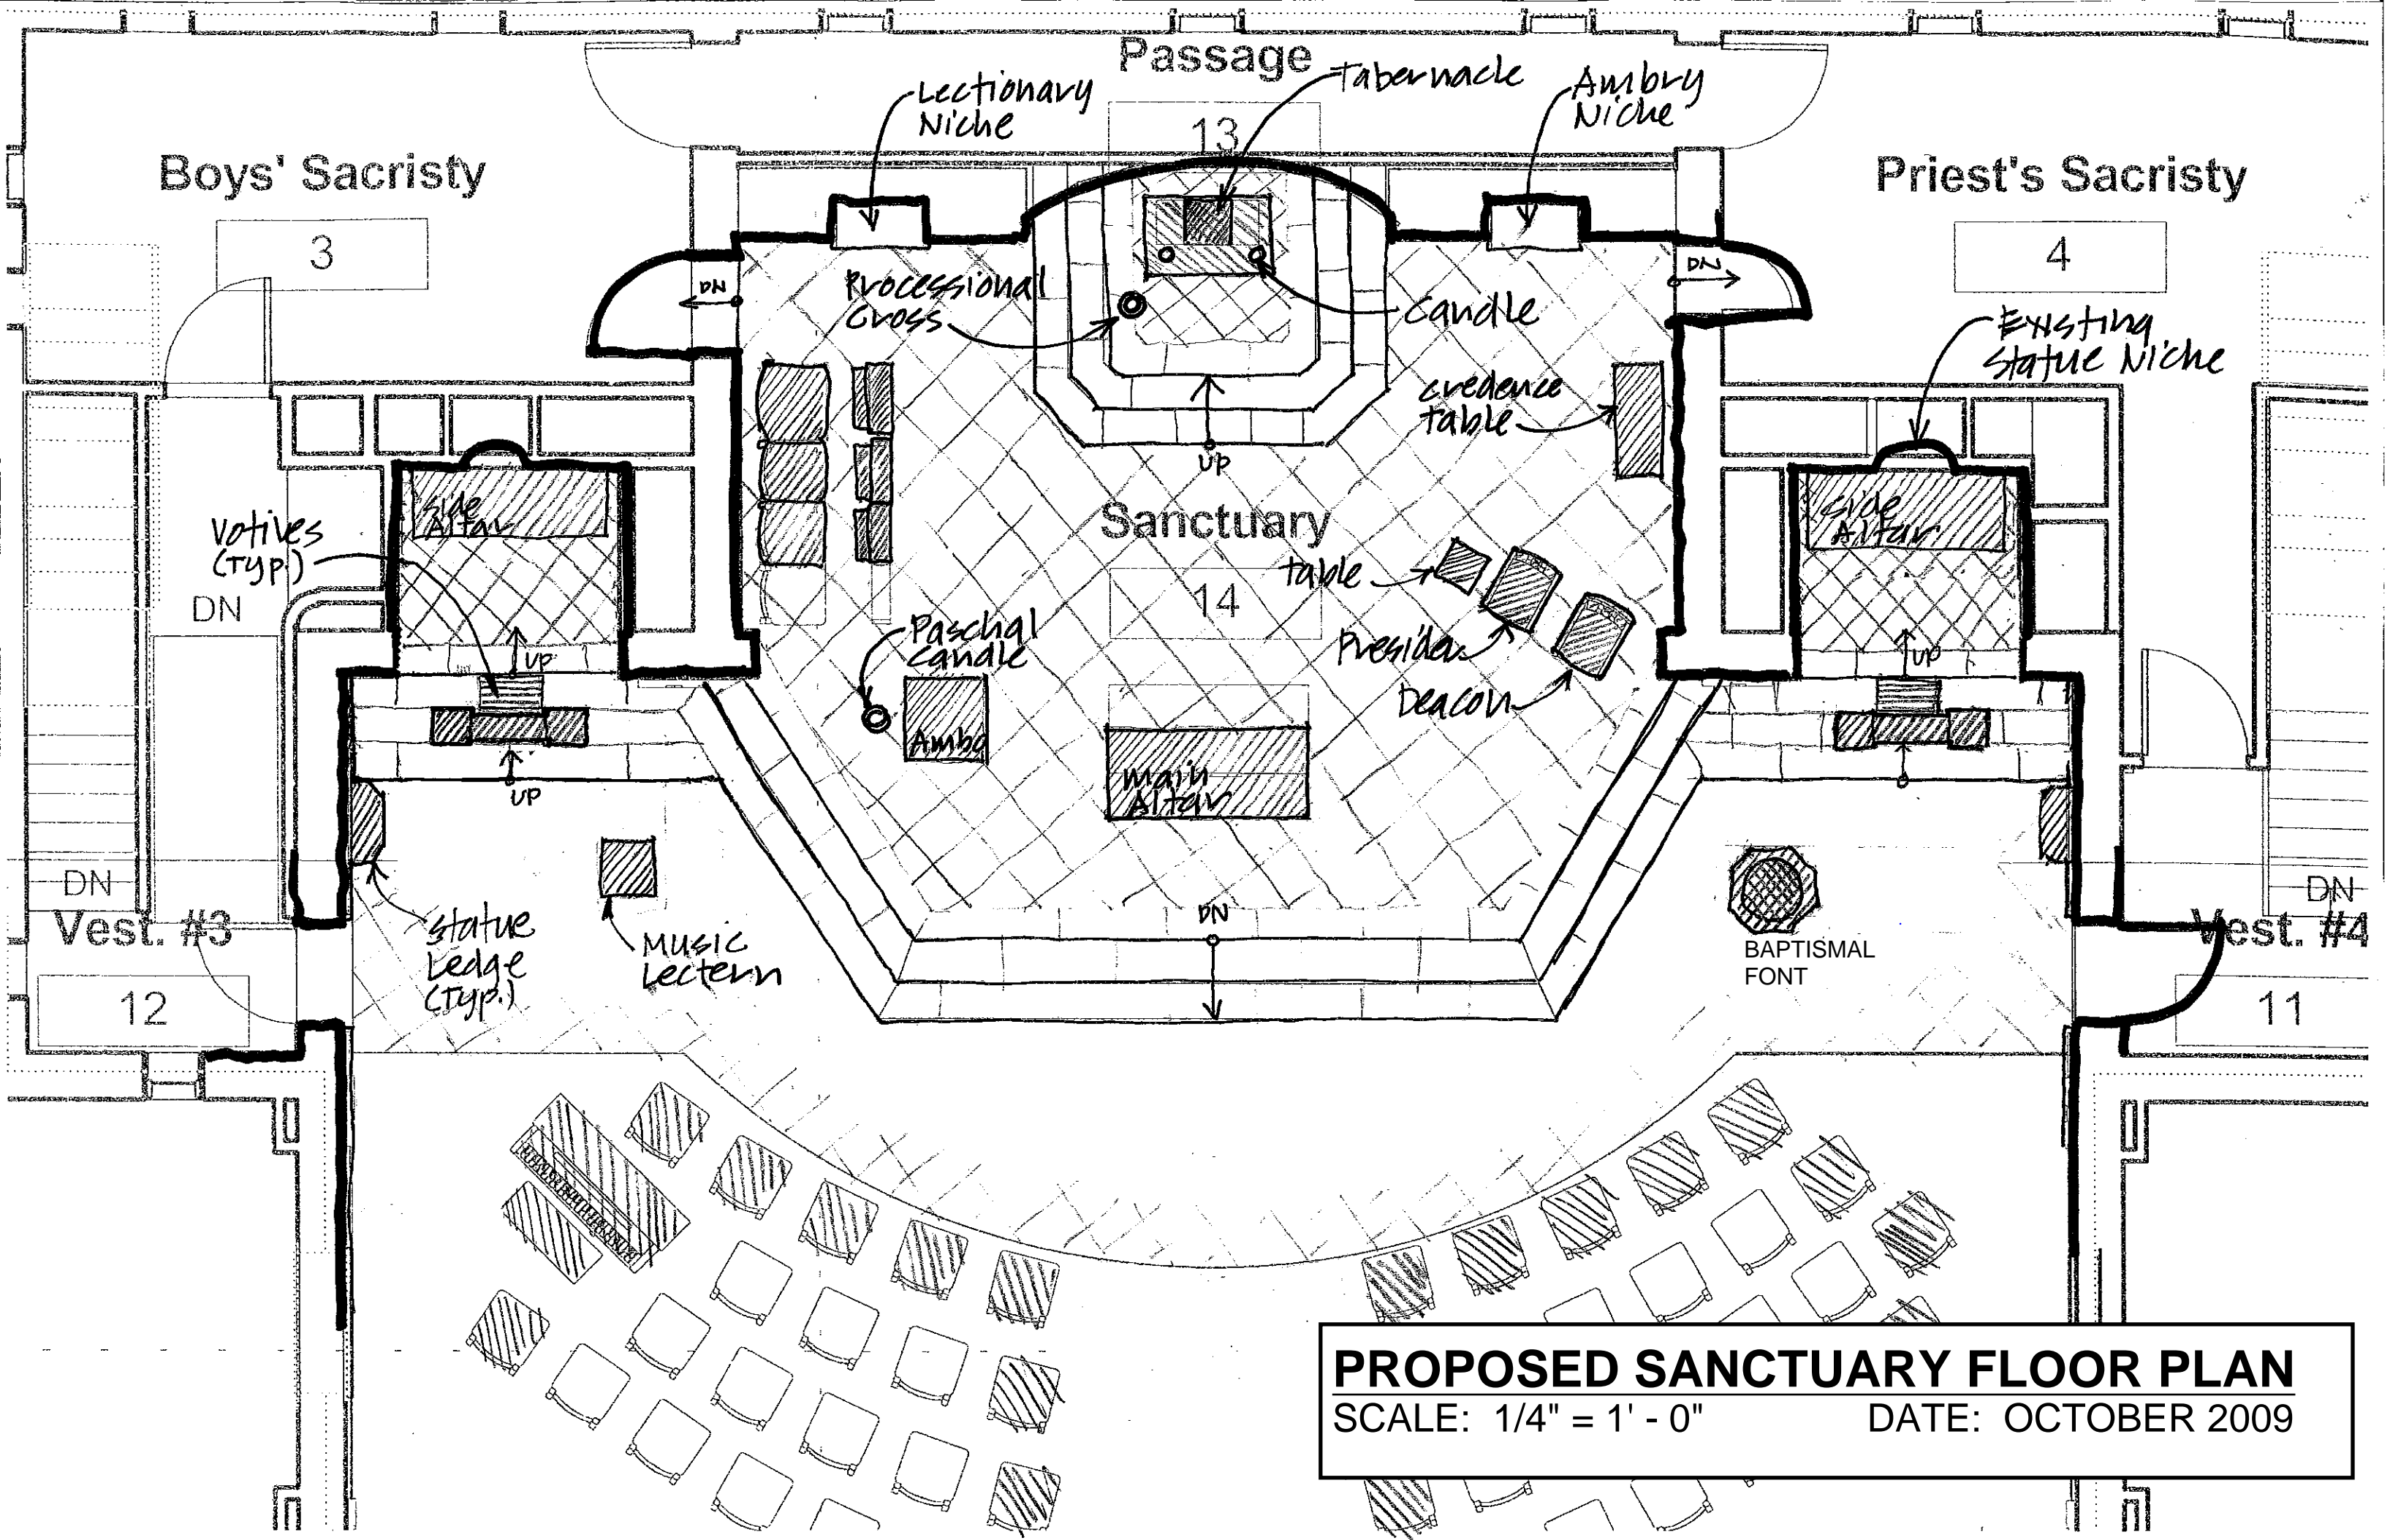 Passage
13
Lectionary
Niche
Tabernacle
Ambry
Niche
Boys' Sacristy
3
Priest's Sacristy
4
DN
DN
Processional
Cross
Candle
Existing
Statue Niche
credence
table
UP
Sanctuary
14
Side
Altar
Side
Altar
Votives
(Typ.)
DN
table
Presider
Deacon
Paschal
Candle
UP
UP
Ambo
Main
Altar
UP
DN
Vest. #3
12
Statue
Ledge
(Typ.)
Music
Lectern
DN
BAPTISMAL
FONT
DN
Vest. #4
11
PROPOSED SANCTUARY FLOOR PLAN
SCALE: 1/4" = 1' - 0" DATE: OCTOBER 2009